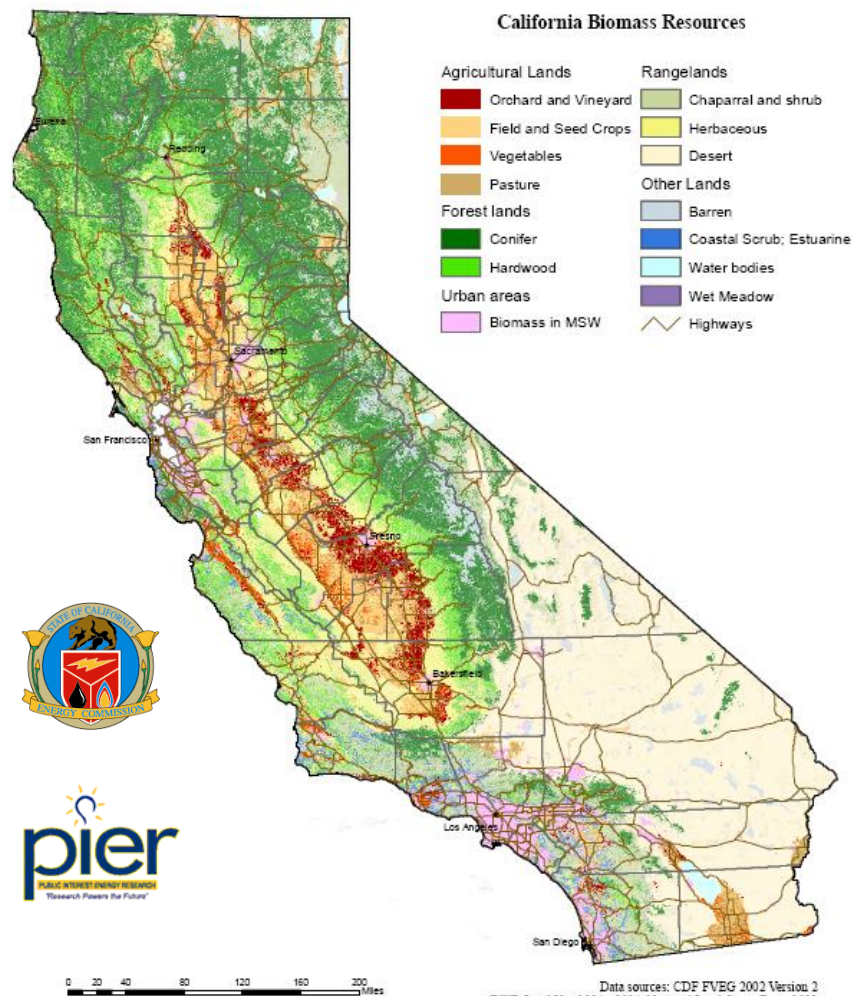 California Biomass Resources
Agricultural Lands
Orchard and Vineyard
Field and Seed Crops
Vegetables
Pasture
Forest lands
Conifer
Hardwood
Urban areas
Biomass in MSW
Rangelands
Chaparral and shrub
Herbaceous
Desert
Other Lands
Barren
Coastal Scrub; Estuarine
Water bodies
Wet Meadow
Highways
Eureka
Redding
Sacramento
San Francisco
Fresno
Bakersfield
Los Angeles
San Diego
STATE OF CALIFORNIA
ENERGY COMMISSION
pier
PUBLIC INTEREST ENERGY RESEARCH
"Research Powers the Future"
0 20 40 80 120 160 200
Miles
Data sources: CDF FVEG 2002 Version 2